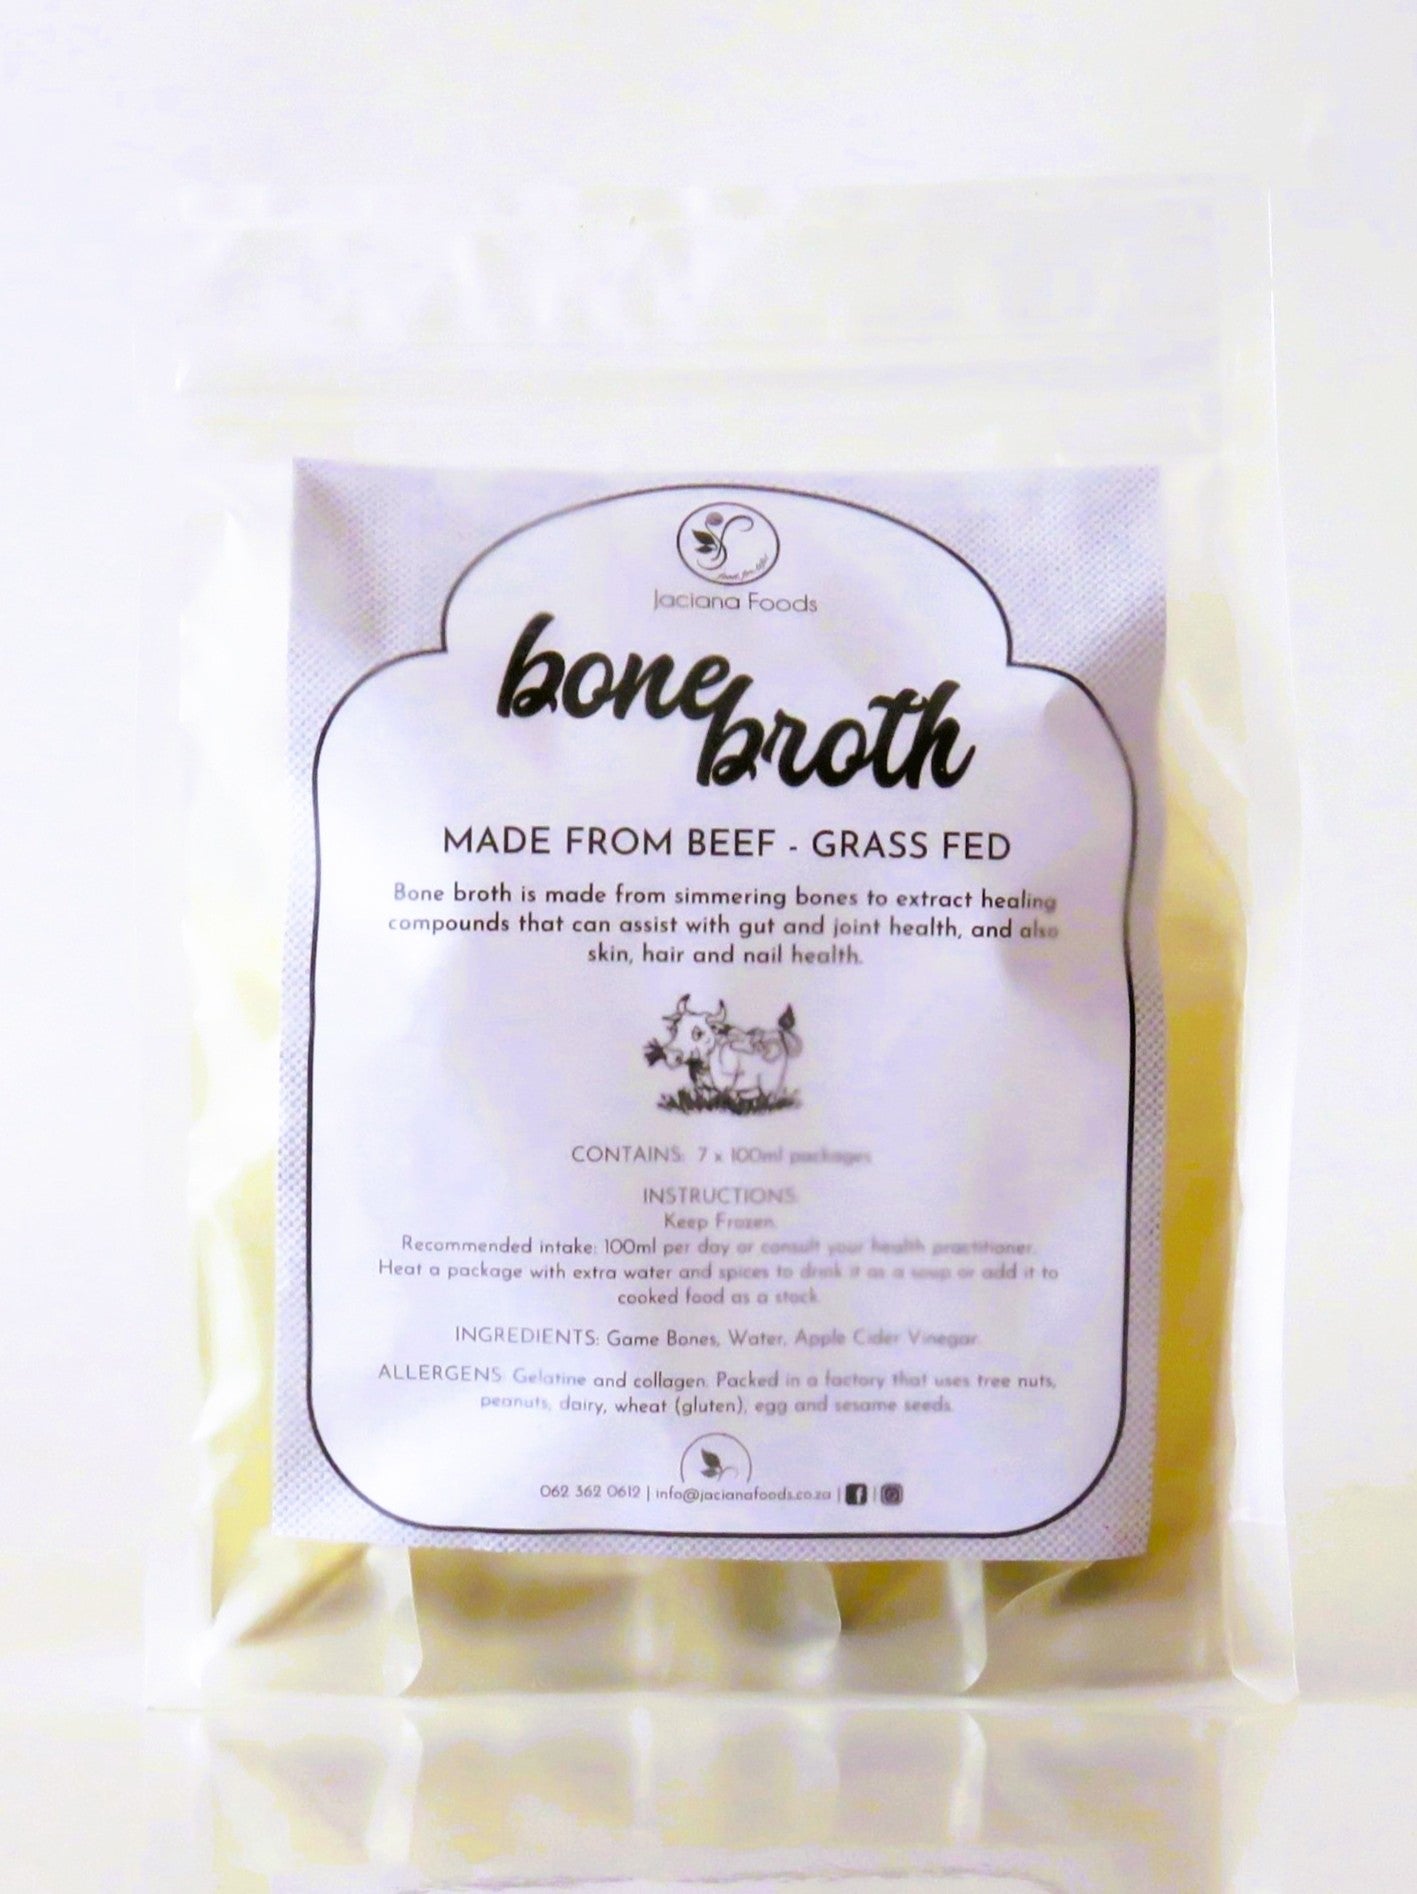 food for life!
Jaciana Foods
bone
broth
MADE FROM BEEF - GRASS FED
Bone broth is made from simmering bones to extract healing
compounds that can assist with gut and joint health, and also
skin, hair and nail health.
CONTAINS: 7 x 100ml packages
INSTRUCTIONS:
Keep Frozen.
Recommended intake: 100ml per day or consult your health practitioner.
Heat a package with extra water and spices to drink it as a soup or add it to
cooked food as a stock.
INGREDIENTS: Game Bones, Water, Apple Cider Vinegar.
ALLERGENS: Gelatine and collagen. Packed in a factory that uses tree nuts,
peanuts, dairy, wheat (gluten), egg and sesame seeds.
062 362 0612 | info@jacianafoods.co.za | f |